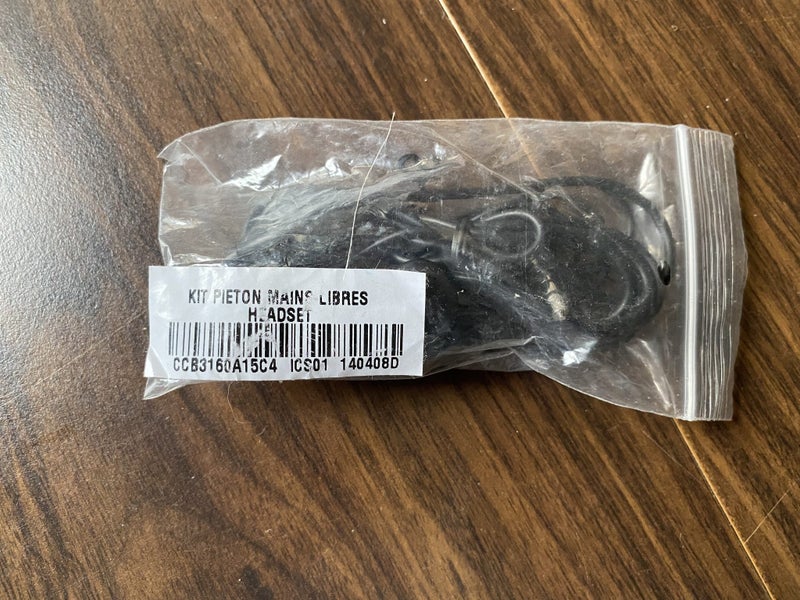 KIT PIETON MAINS LIBRES
HEADSET
CCB3160A15C4 ICS01 140408D